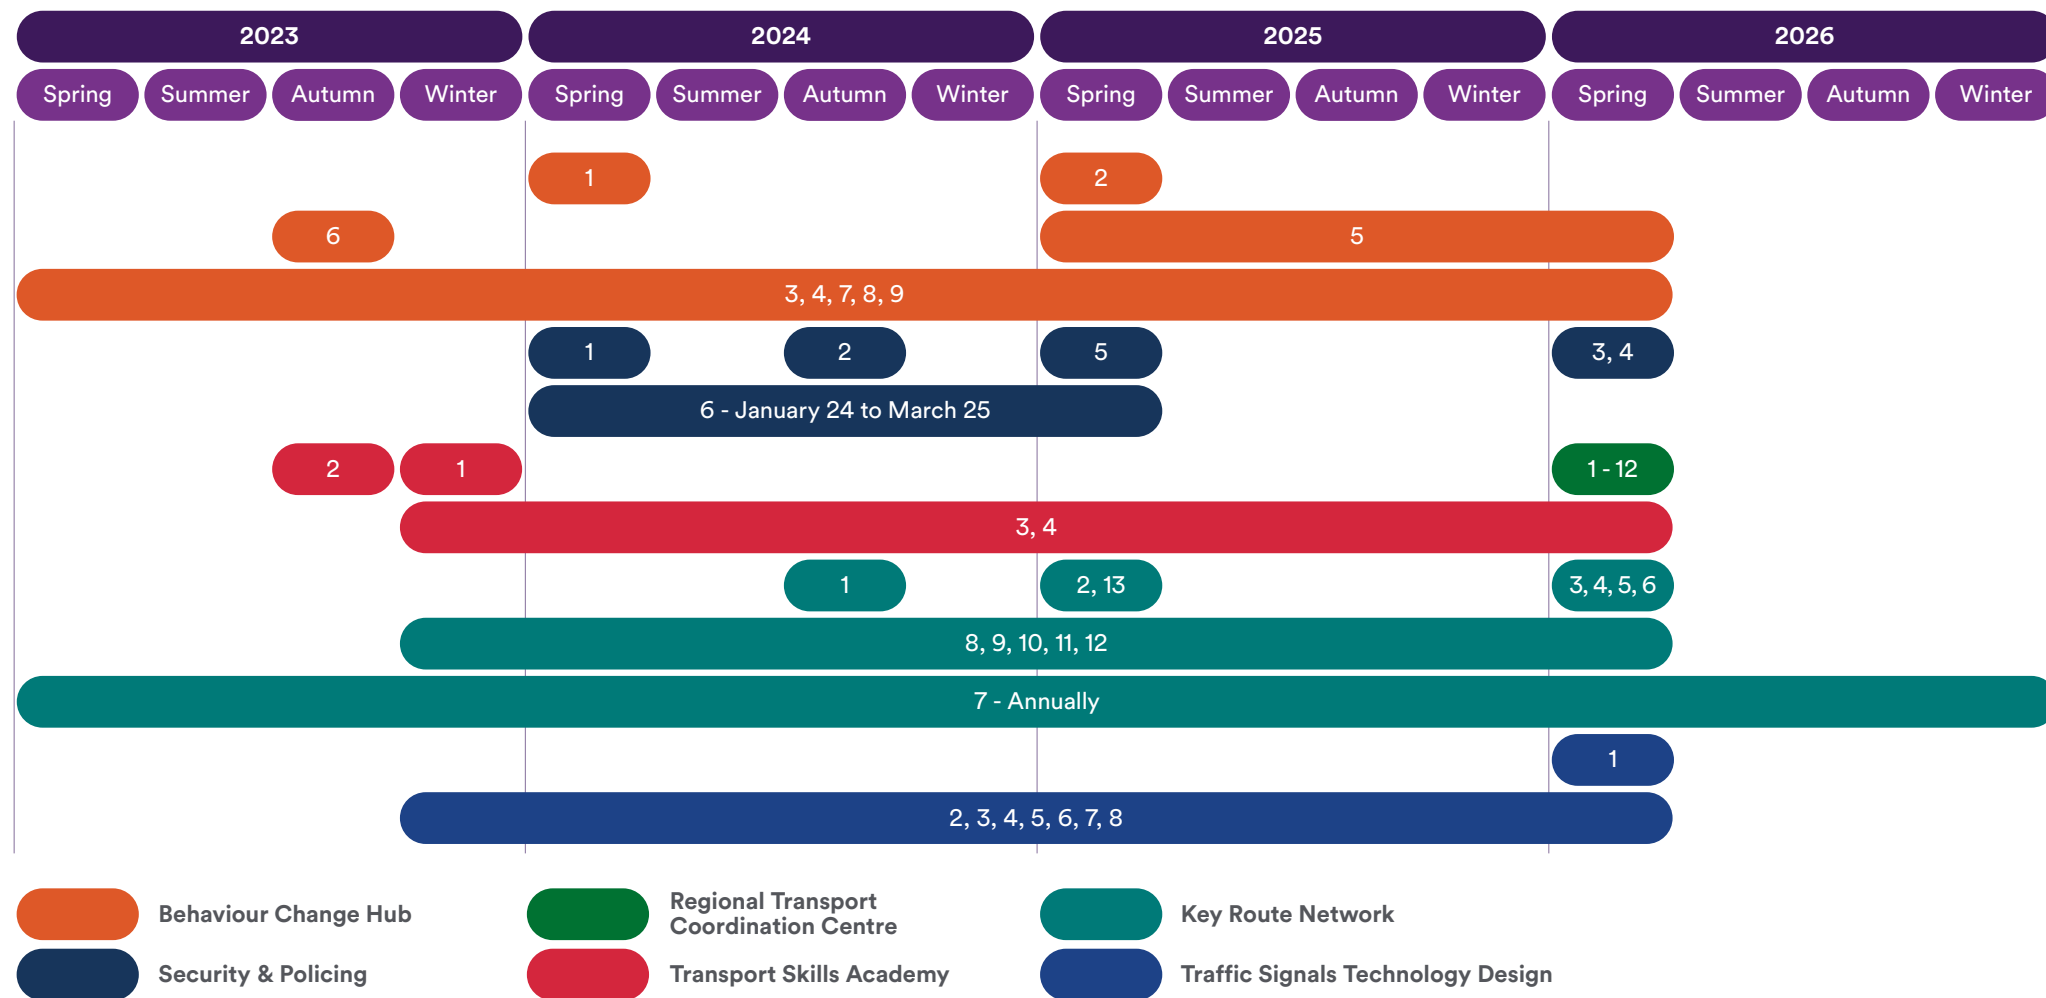 2023 2024 2025 2026
Spring Summer Autumn Winter Spring Summer Autumn Winter Spring Summer Autumn Winter Spring Summer Autumn Winter
1 2
6 5
3, 4, 7, 8, 9
1 2 5 3, 4
6 - January 24 to March 25
2 1 1 - 12
3, 4
1 2, 13 3, 4, 5, 6
8, 9, 10, 11, 12
7 - Annually
1
2, 3, 4, 5, 6, 7, 8
Behaviour Change Hub
Security & Policing
Regional Transport
Coordination Centre
Transport Skills Academy
Key Route Network
Traffic Signals Technology Design